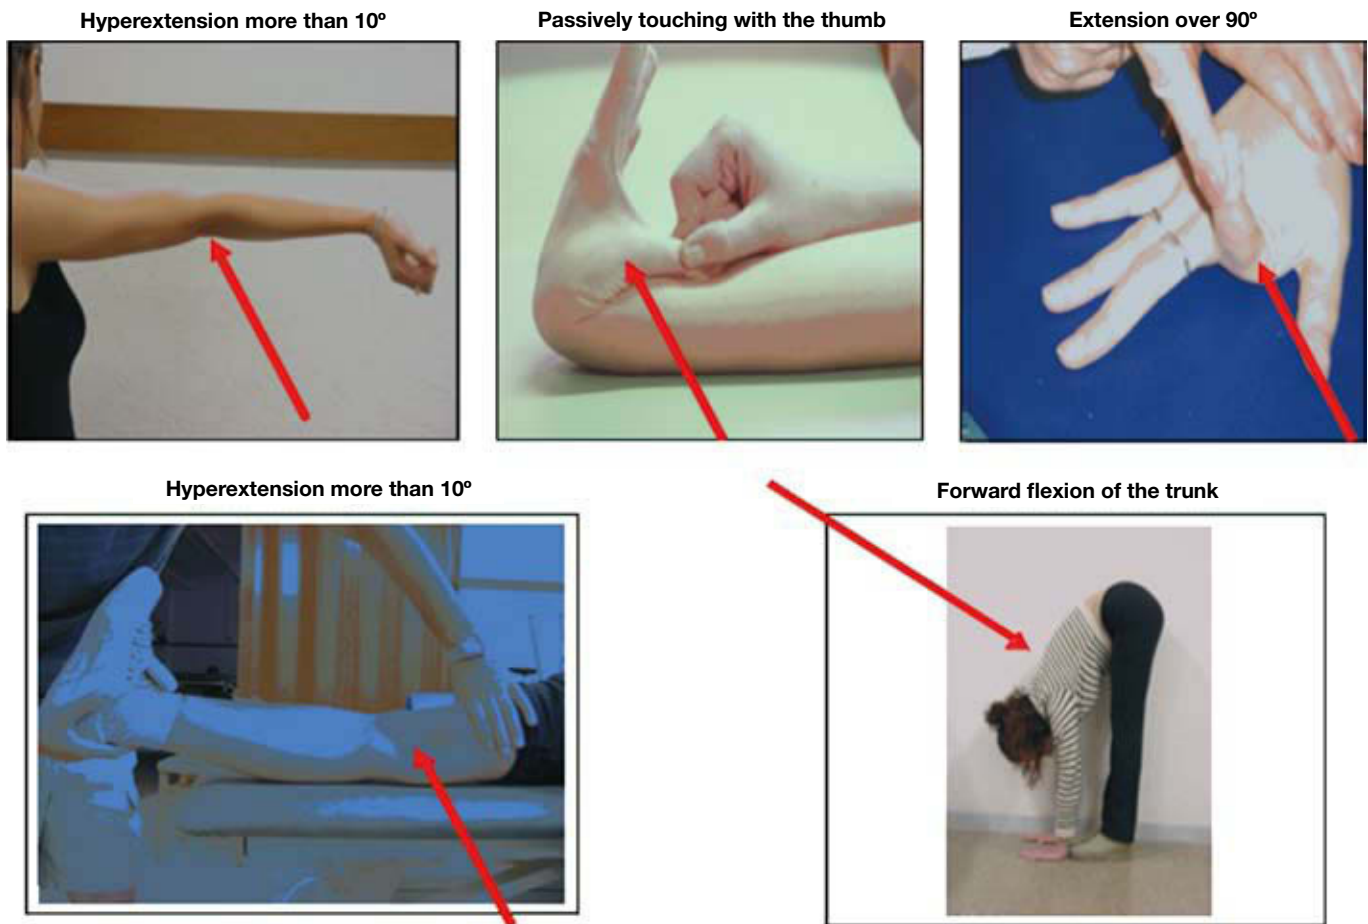 Hyperextension more than 10º
Passively touching with the thumb
Extension over 90º
Hyperextension more than 10º
Forward flexion of the trunk